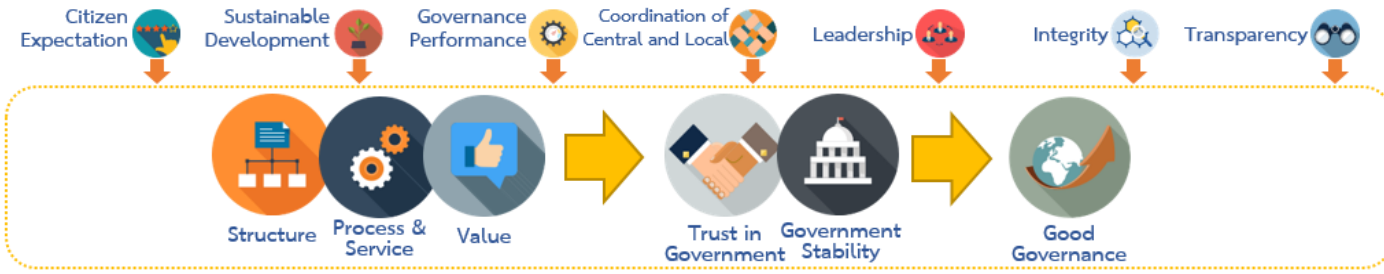 Citizen
Expectation
Sustainable
Development
Governance
Performance
Coordination of
Central and Local
Leadership
Integrity
Transparency
Structure
Process &
Service
Value
Trust in
Government
Government
Stability
Good
Governance